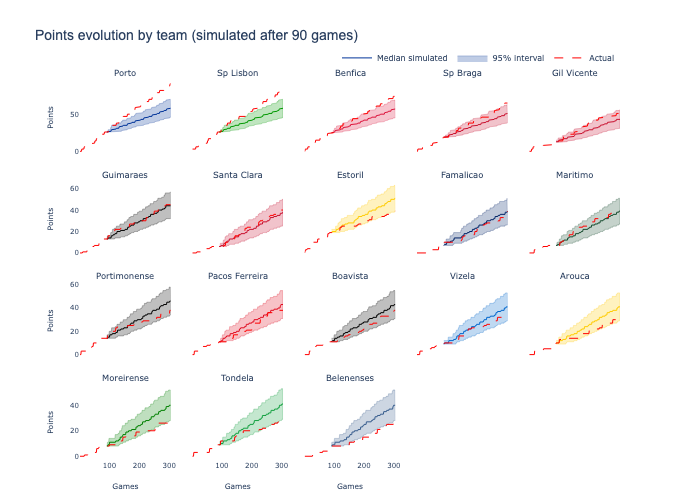 Points evolution by team (simulated after 90 games)
Median simulated 95% interval Actual
Porto Sp Lisbon Benfica Sp Braga Gil Vicente
Points
50
0
Guimaraes Santa Clara Estoril Famalicao Maritimo
Points
60
40
20
0
Portimonense Pacos Ferreira Boavista Vizela Arouca
Points
60
40
20
0
Moreirense Tondela Belenenses
Points
40
20
0
100 200 300 100 200 300 100 200 300
Games Games